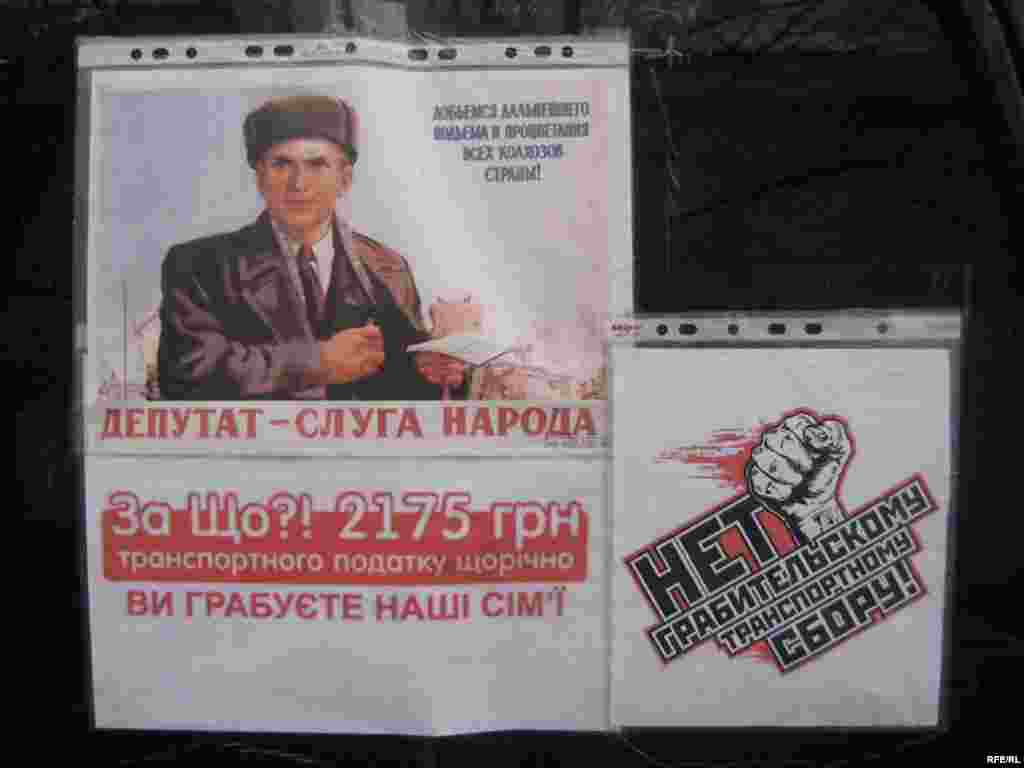 ДОБЬЕМСЯ ДАЛЬНЕЙШЕГО
ПОДЪЕМА И ПРОЦВЕТАНИЯ
ВСЕХ КОЛХОЗОВ
СТРАНЫ!
ДЕПУТАТ – СЛУГА НАРОДА
За Що?! 2175 грн
транспортного податку щорічно
ВИ ГРАБУЄТЕ НАШІ СІМ'Ї
НЕТ
ГРАБИТЕЛЬСКОМУ
ТРАНСПОРТНОМУ
СБОРУ!
RFE/RL